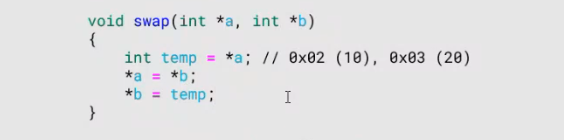 void swap(int *a, int *b)
{
    int temp = *a; // 0x02 (10), 0x03 (20)
    *a = *b;
    *b = temp;
}